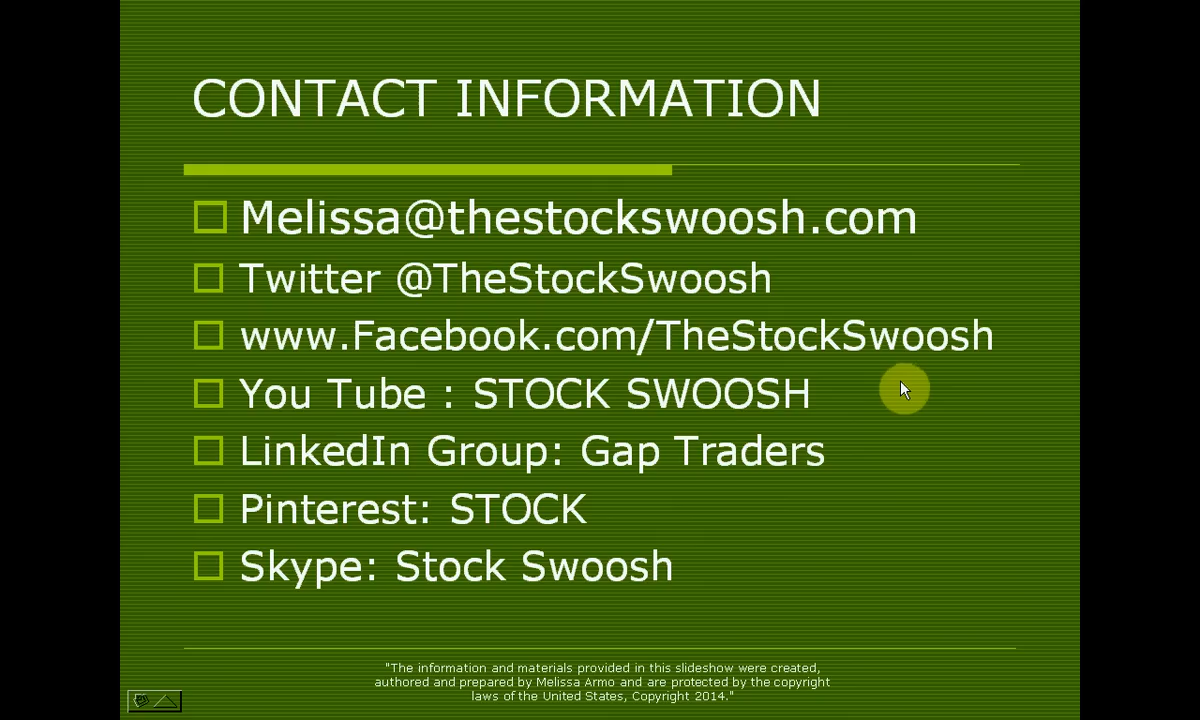 CONTACT INFORMATION
Melissa@thestockswoosh.com
Twitter @TheStockSwoosh
www.Facebook.com/TheStockSwoosh
You Tube : STOCK SWOOSH
LinkedIn Group: Gap Traders
Pinterest: STOCK
Skype: Stock Swoosh
"The information and materials provided in this slideshow were created,
authored and prepared by Melissa Armo and are protected by the copyright
laws of the United States, Copyright 2014."